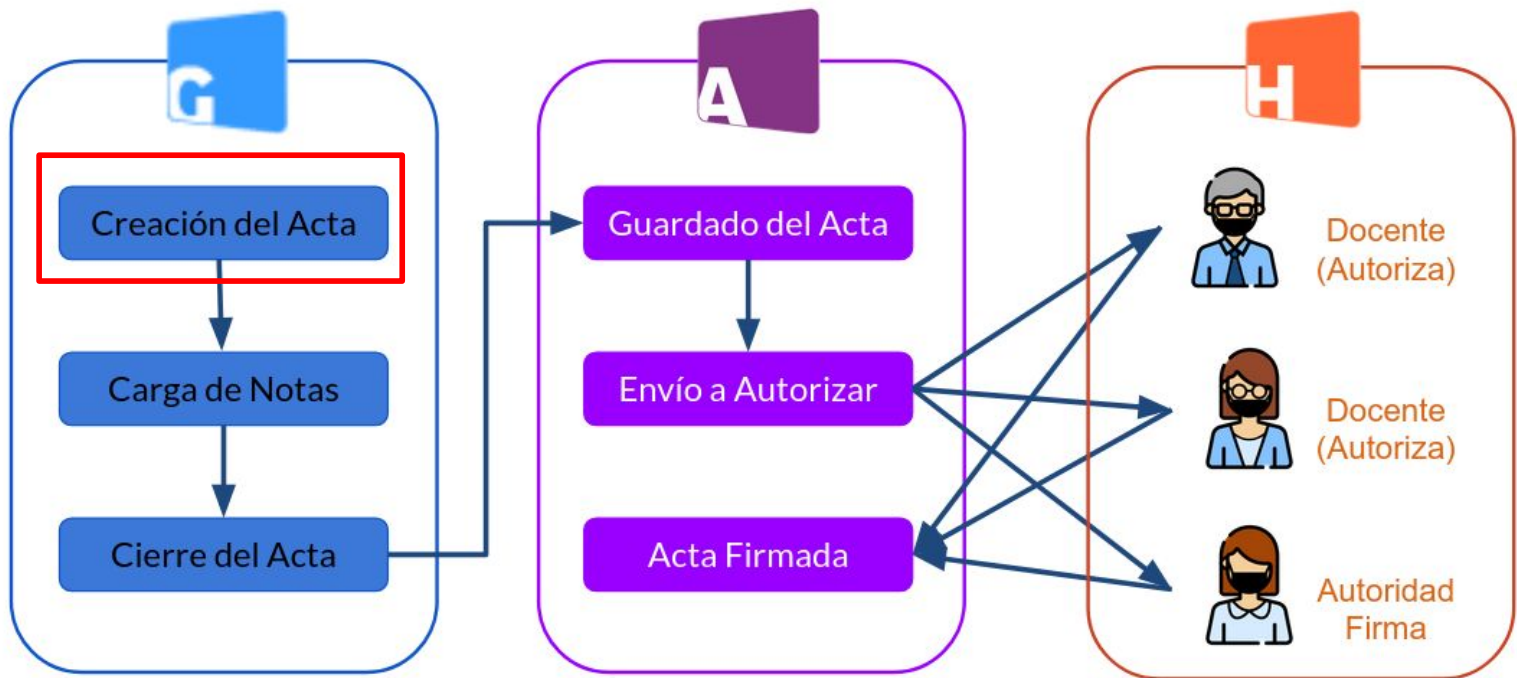 G
Creación del Acta
Carga de Notas
Cierre del Acta
A
Guardado del Acta
Envío a Autorizar
Acta Firmada
H
Docente
(Autoriza)
Docente
(Autoriza)
Autoridad
Firma